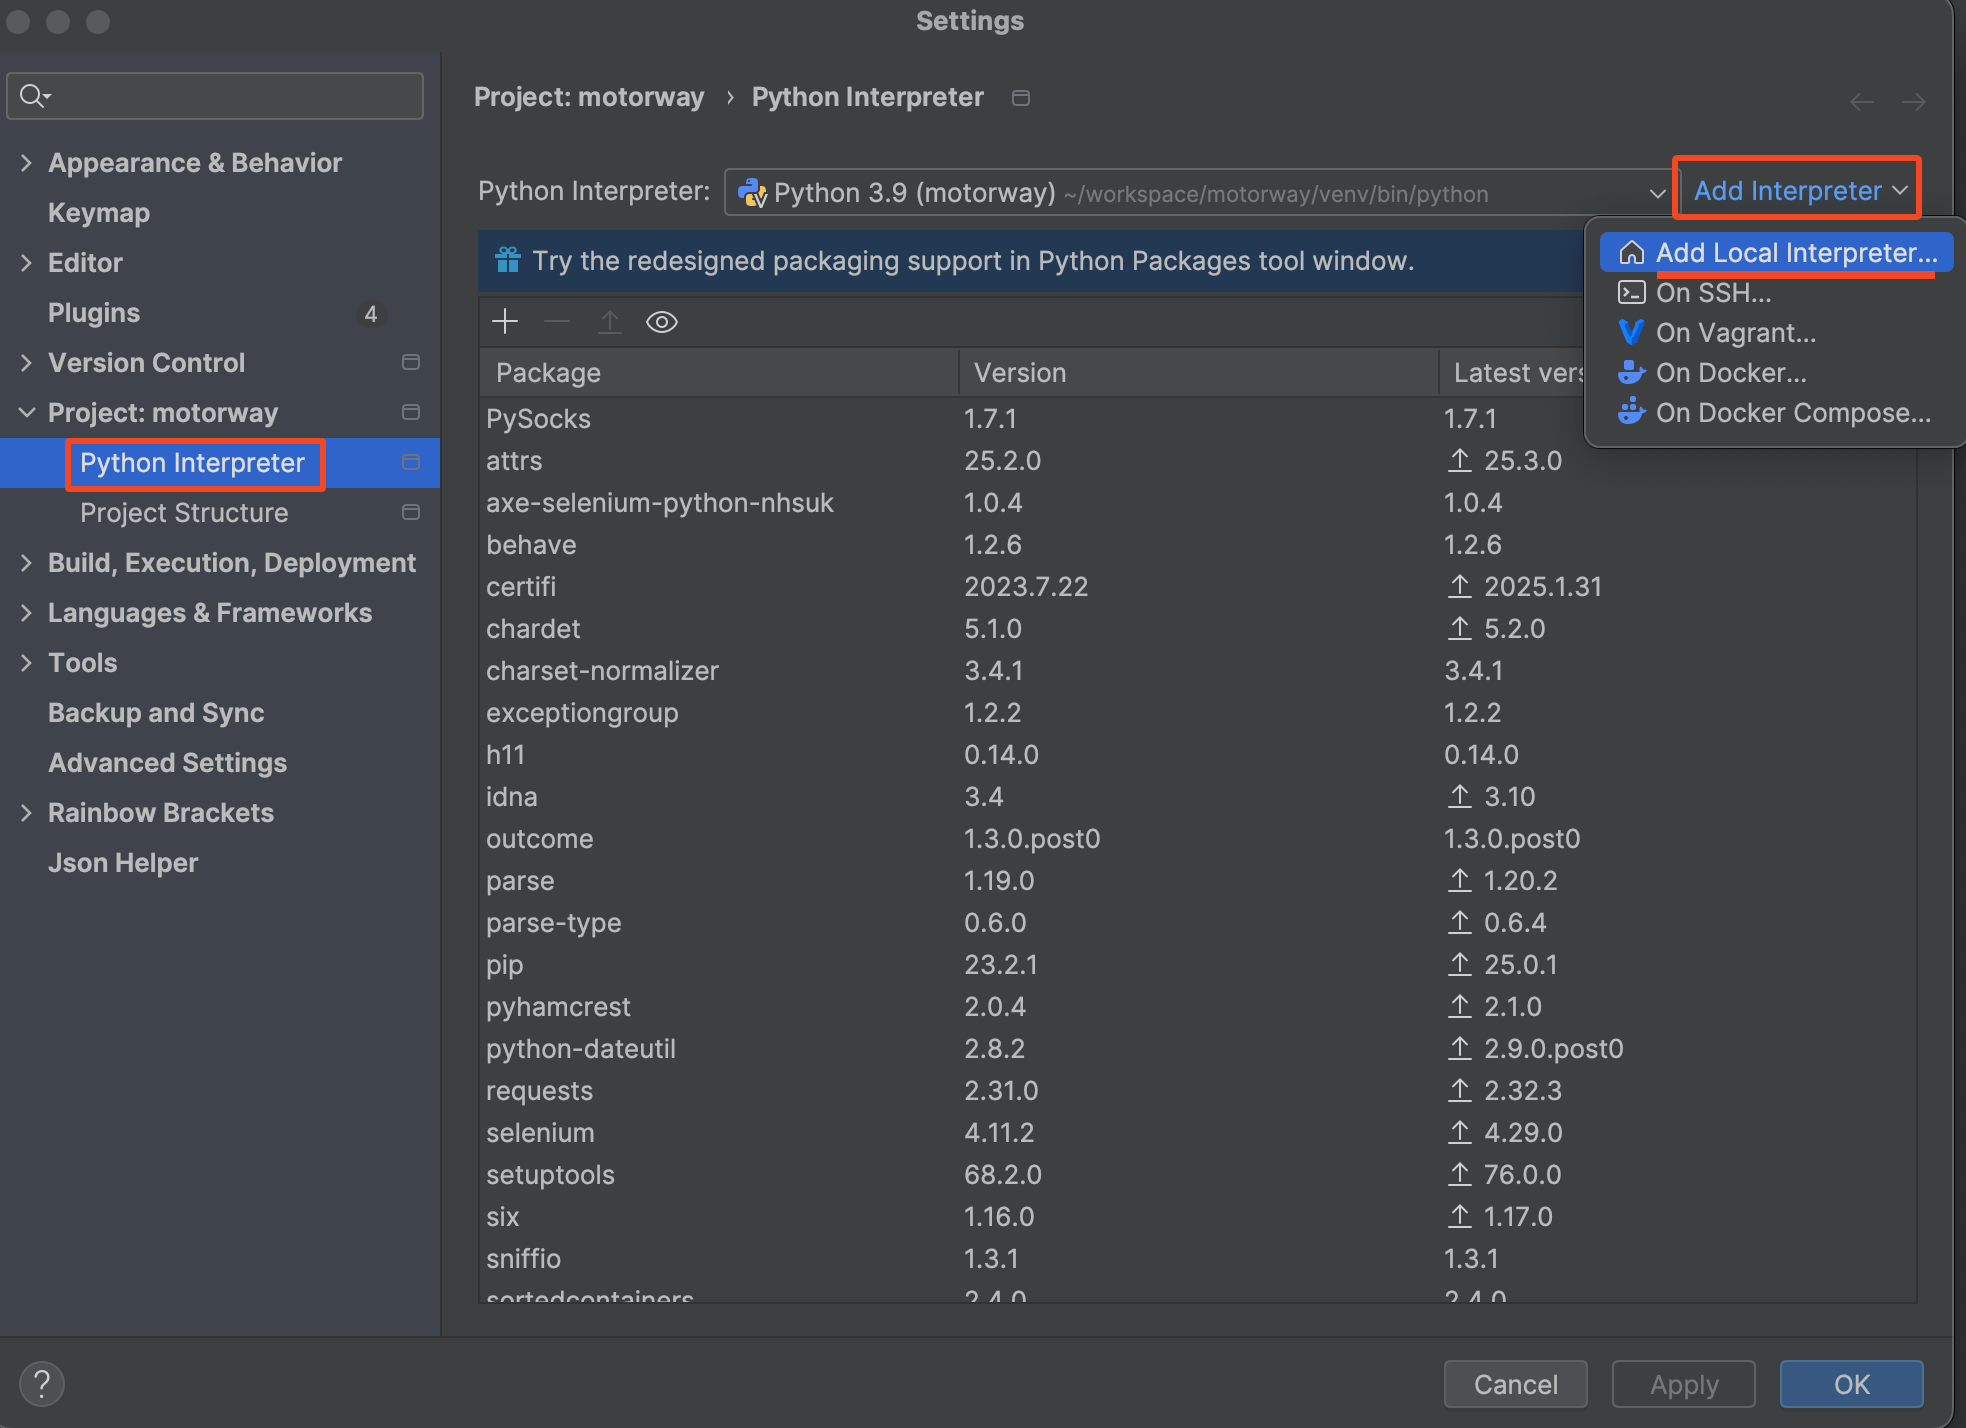 Settings
Project: motorway › Python Interpreter
Appearance & Behavior
Keymap
Editor
Plugins 4
Version Control
Project: motorway
Python Interpreter
Project Structure
Build, Execution, Deployment
Languages & Frameworks
Tools
Backup and Sync
Advanced Settings
Rainbow Brackets
Json Helper
Python Interpreter: Python 3.9 (motorway) ~/workspace/motorway/venv/bin/python
Add Interpreter
Add Local Interpreter...
On SSH...
On Vagrant...
On Docker...
On Docker Compose...
Try the redesigned packaging support in Python Packages tool window.
Package Version Latest vers
PySocks 1.7.1 1.7.1
attrs 25.2.0 25.3.0
axe-selenium-python-nhsuk 1.0.4 1.0.4
behave 1.2.6 1.2.6
certifi 2023.7.22 2025.1.31
chardet 5.1.0 5.2.0
charset-normalizer 3.4.1 3.4.1
exceptiongroup 1.2.2 1.2.2
h11 0.14.0 0.14.0
idna 3.4 3.10
outcome 1.3.0.post0 1.3.0.post0
parse 1.19.0 1.20.2
parse-type 0.6.0 0.6.4
pip 23.2.1 25.0.1
pyhamcrest 2.0.4 2.1.0
python-dateutil 2.8.2 2.9.0.post0
requests 2.31.0 2.32.3
selenium 4.11.2 4.29.0
setuptools 68.2.0 76.0.0
six 1.16.0 1.17.0
sniffio 1.3.1 1.3.1
sortedcontainers 2.4.0 2.4.0
?
Cancel
Apply
OK